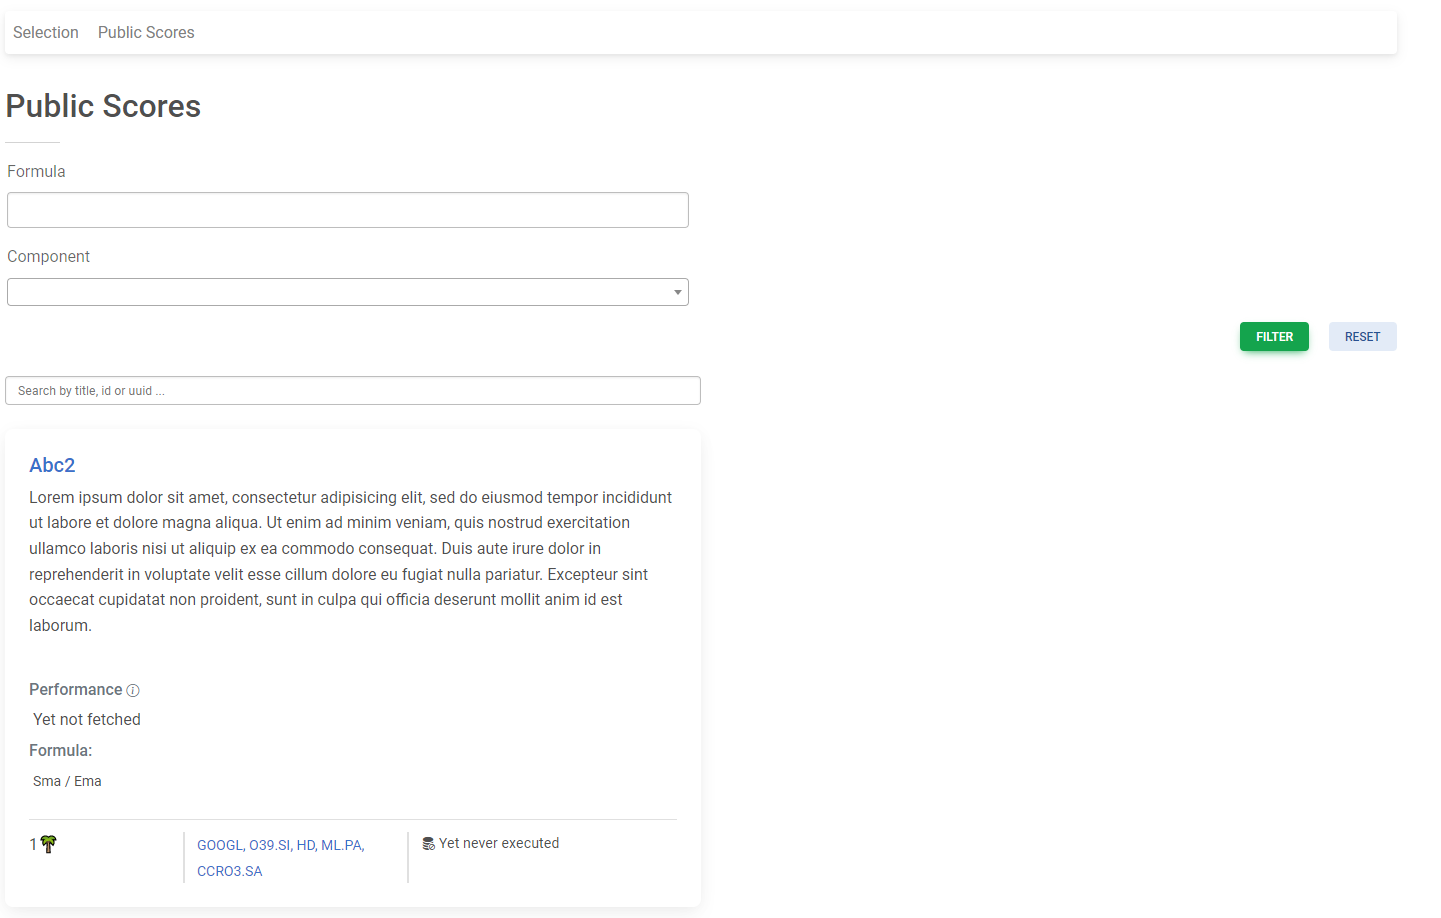 Selection Public Scores
Public Scores
Formula
Component
FILTER RESET
Search by title, id or uuid ...
Abc2
Lorem ipsum dolor sit amet, consectetur adipisicing elit, sed do eiusmod tempor incididunt
ut labore et dolore magna aliqua. Ut enim ad minim veniam, quis nostrud exercitation
ullamco laboris nisi ut aliquip ex ea commodo consequat. Duis aute irure dolor in
reprehenderit in voluptate velit esse cillum dolore eu fugiat nulla pariatur. Excepteur sint
occaecat cupidatat non proident, sunt in culpa qui officia deserunt mollit anim id est
laborum.
Performance
Yet not fetched
Formula:
Sma / Ema
1
GOOGL, O39.SI, HD, ML.PA,
CCRO3.SA
Yet never executed